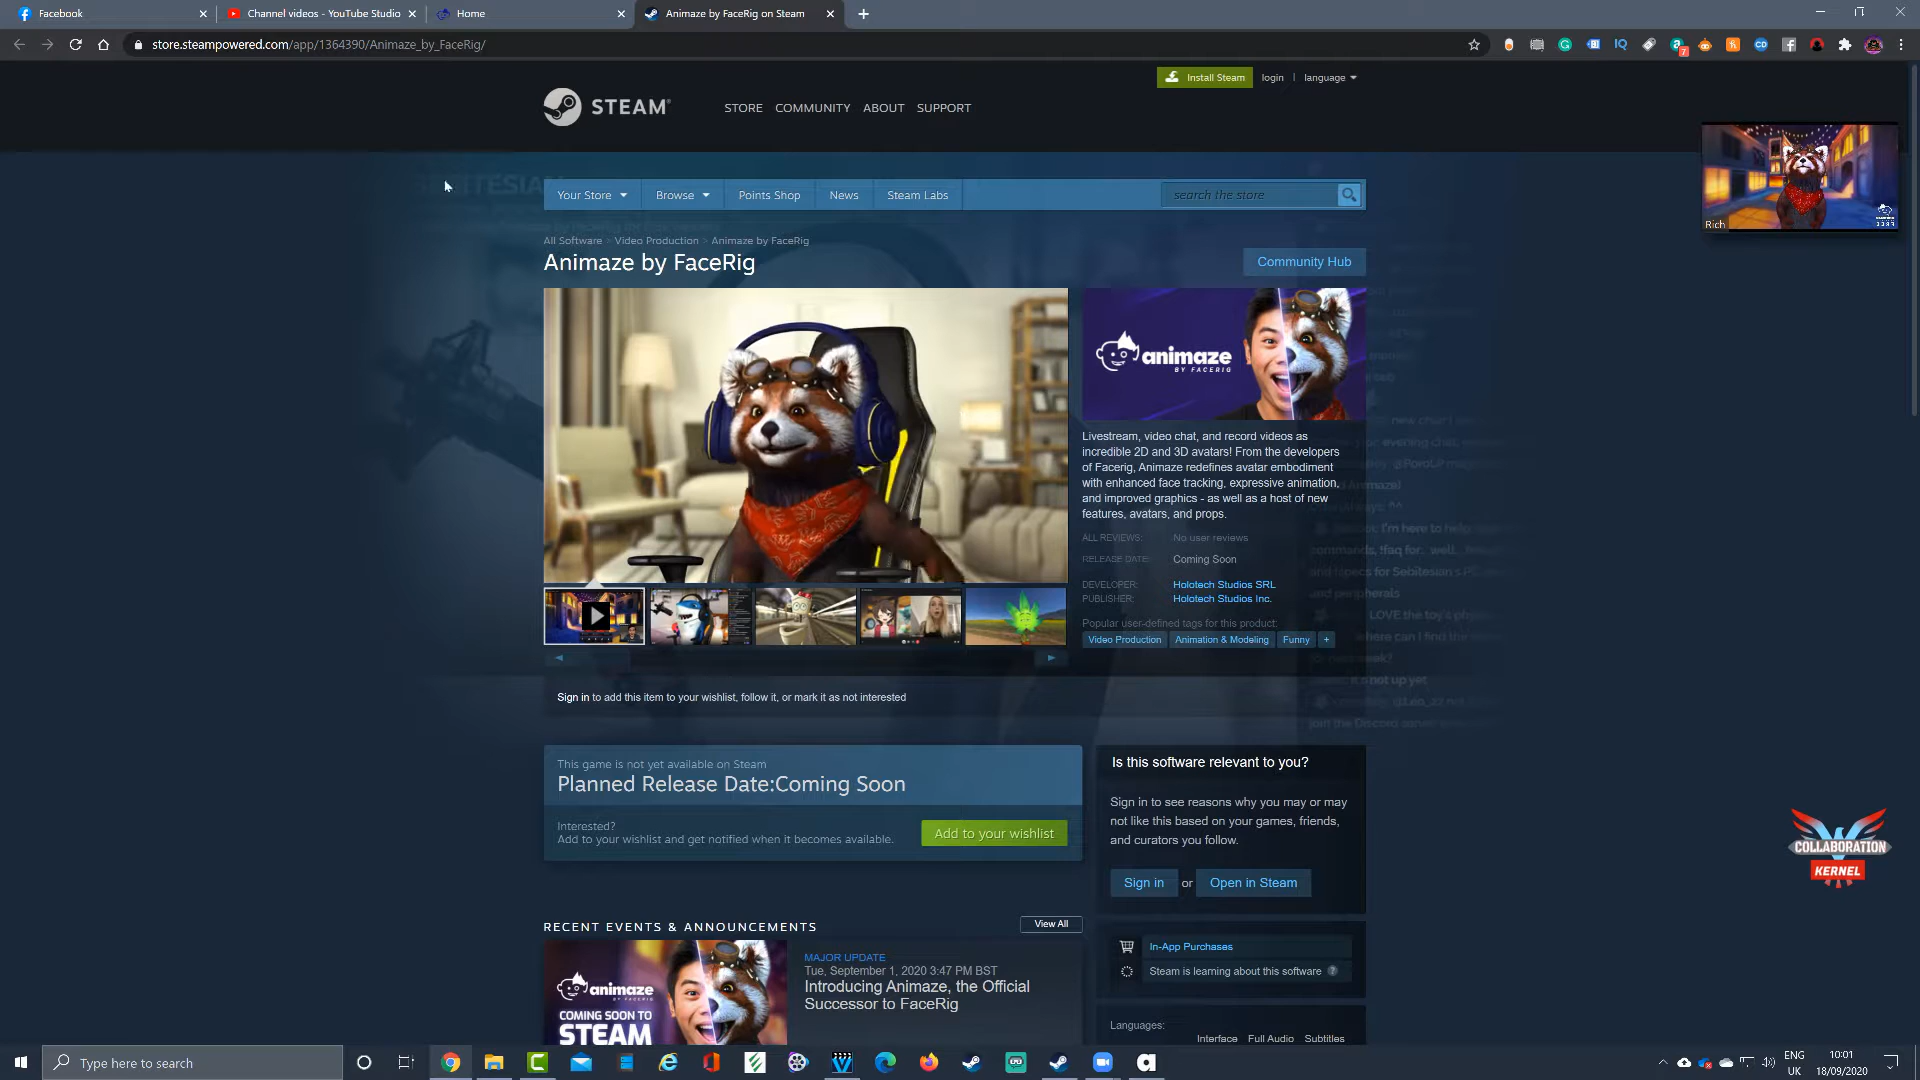 Facebook
Channel videos - YouTube Studio
Home
Animaze by FaceRig on Steam
store.steampowered.com/app/1364390/Animaze_by_FaceRig/
Install Steam
login | language
STEAM
STORE COMMUNITY ABOUT SUPPORT
Rich
Your Store Browse Points Shop News Steam Labs
search the store
All Software > Video Production > Animaze by FaceRig
Animaze by FaceRig
Community Hub
animaze
BY FACERIG
Livestream, video chat, and record videos as
incredible 2D and 3D avatars! From the developers
of Facerig, Animaze redefines avatar embodiment
with enhanced face tracking, expressive animation,
and improved graphics - as well as a host of new
features, avatars, and props.
ALL REVIEWS: No user reviews
RELEASE DATE: Coming Soon
DEVELOPER: Holotech Studios SRL
PUBLISHER: Holotech Studios Inc.
Popular user-defined tags for this product:
Video Production Animation & Modeling Funny +
Sign in to add this item to your wishlist, follow it, or mark it as not interested
This game is not yet available on Steam
Planned Release Date:Coming Soon
Interested?
Add to your wishlist and get notified when it becomes available.
Add to your wishlist
Is this software relevant to you?
Sign in to see reasons why you may or may
not like this based on your games, friends,
and curators you follow.
Sign in or Open in Steam
COLLABORATION
KERNEL
RECENT EVENTS & ANNOUNCEMENTS
View All
animaze
BY FACERIG
COMING SOON TO
STEAM
MAJOR UPDATE
Tue, September 1, 2020 3:47 PM BST
Introducing Animaze, the Official
Successor to FaceRig
In-App Purchases
Steam is learning about this software ?
Languages:
Interface Full Audio Subtitles
Type here to search
ENG
UK
10:01
18/09/2020